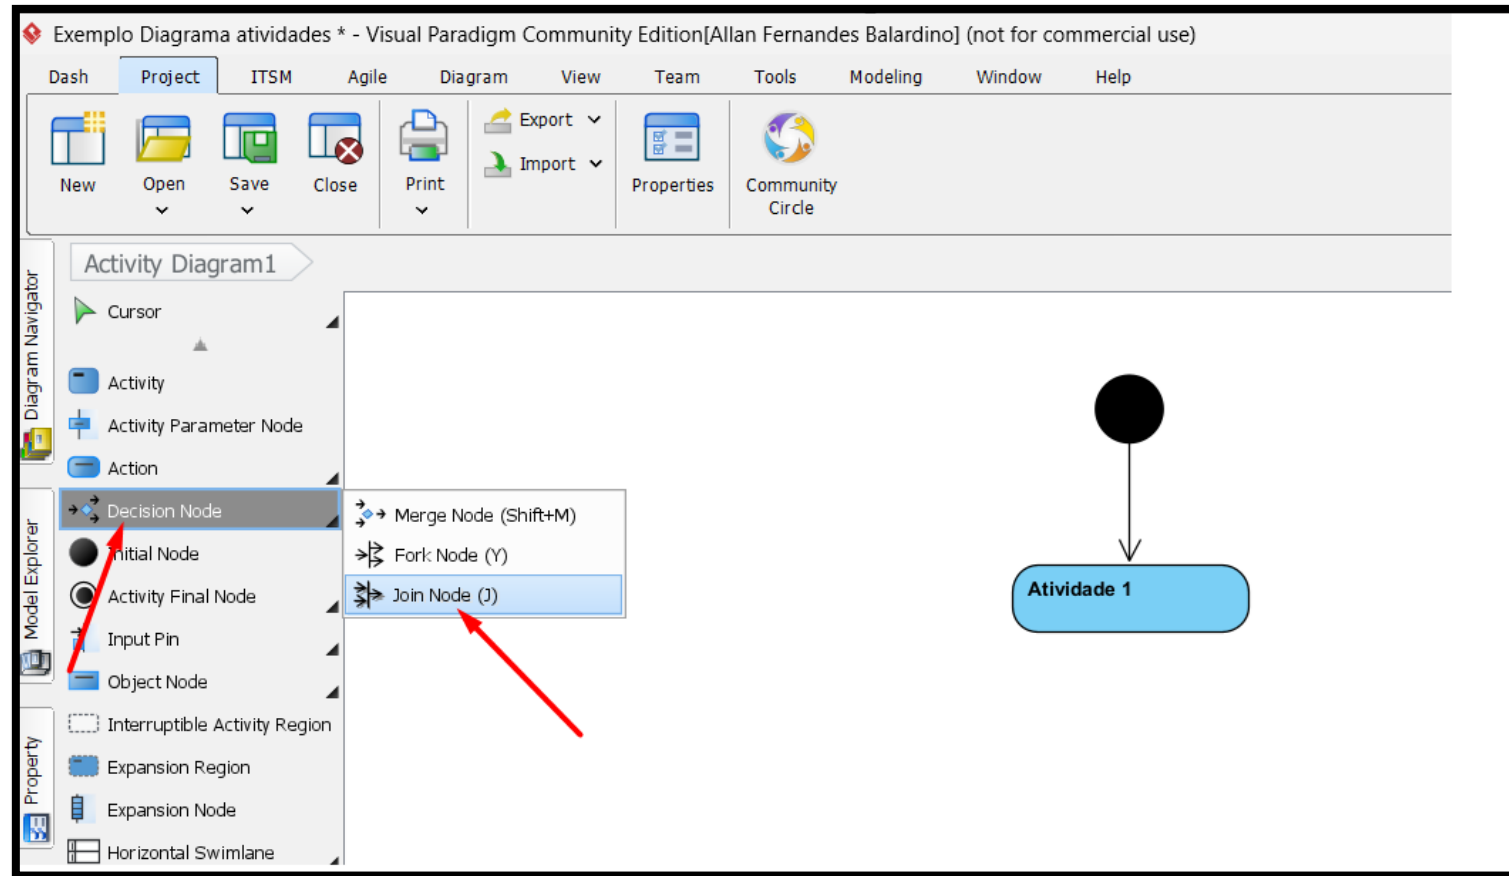 Exemplo Diagrama atividades * - Visual Paradigm Community Edition[Allan Fernandes Balardino] (not for commercial use)
Dash Project ITSM Agile Diagram View Team Tools Modeling Window Help
New Open Save Close Print Export Import Properties Community Circle
Activity Diagram1
Diagram Navigator
Model Explorer
Property
Cursor
Activity
Activity Parameter Node
Action
Decision Node
Initial Node
Activity Final Node
Input Pin
Object Node
Interruptible Activity Region
Expansion Region
Expansion Node
Horizontal Swimlane
Merge Node (Shift+M)
Fork Node (Y)
Join Node (J)
Atividade 1